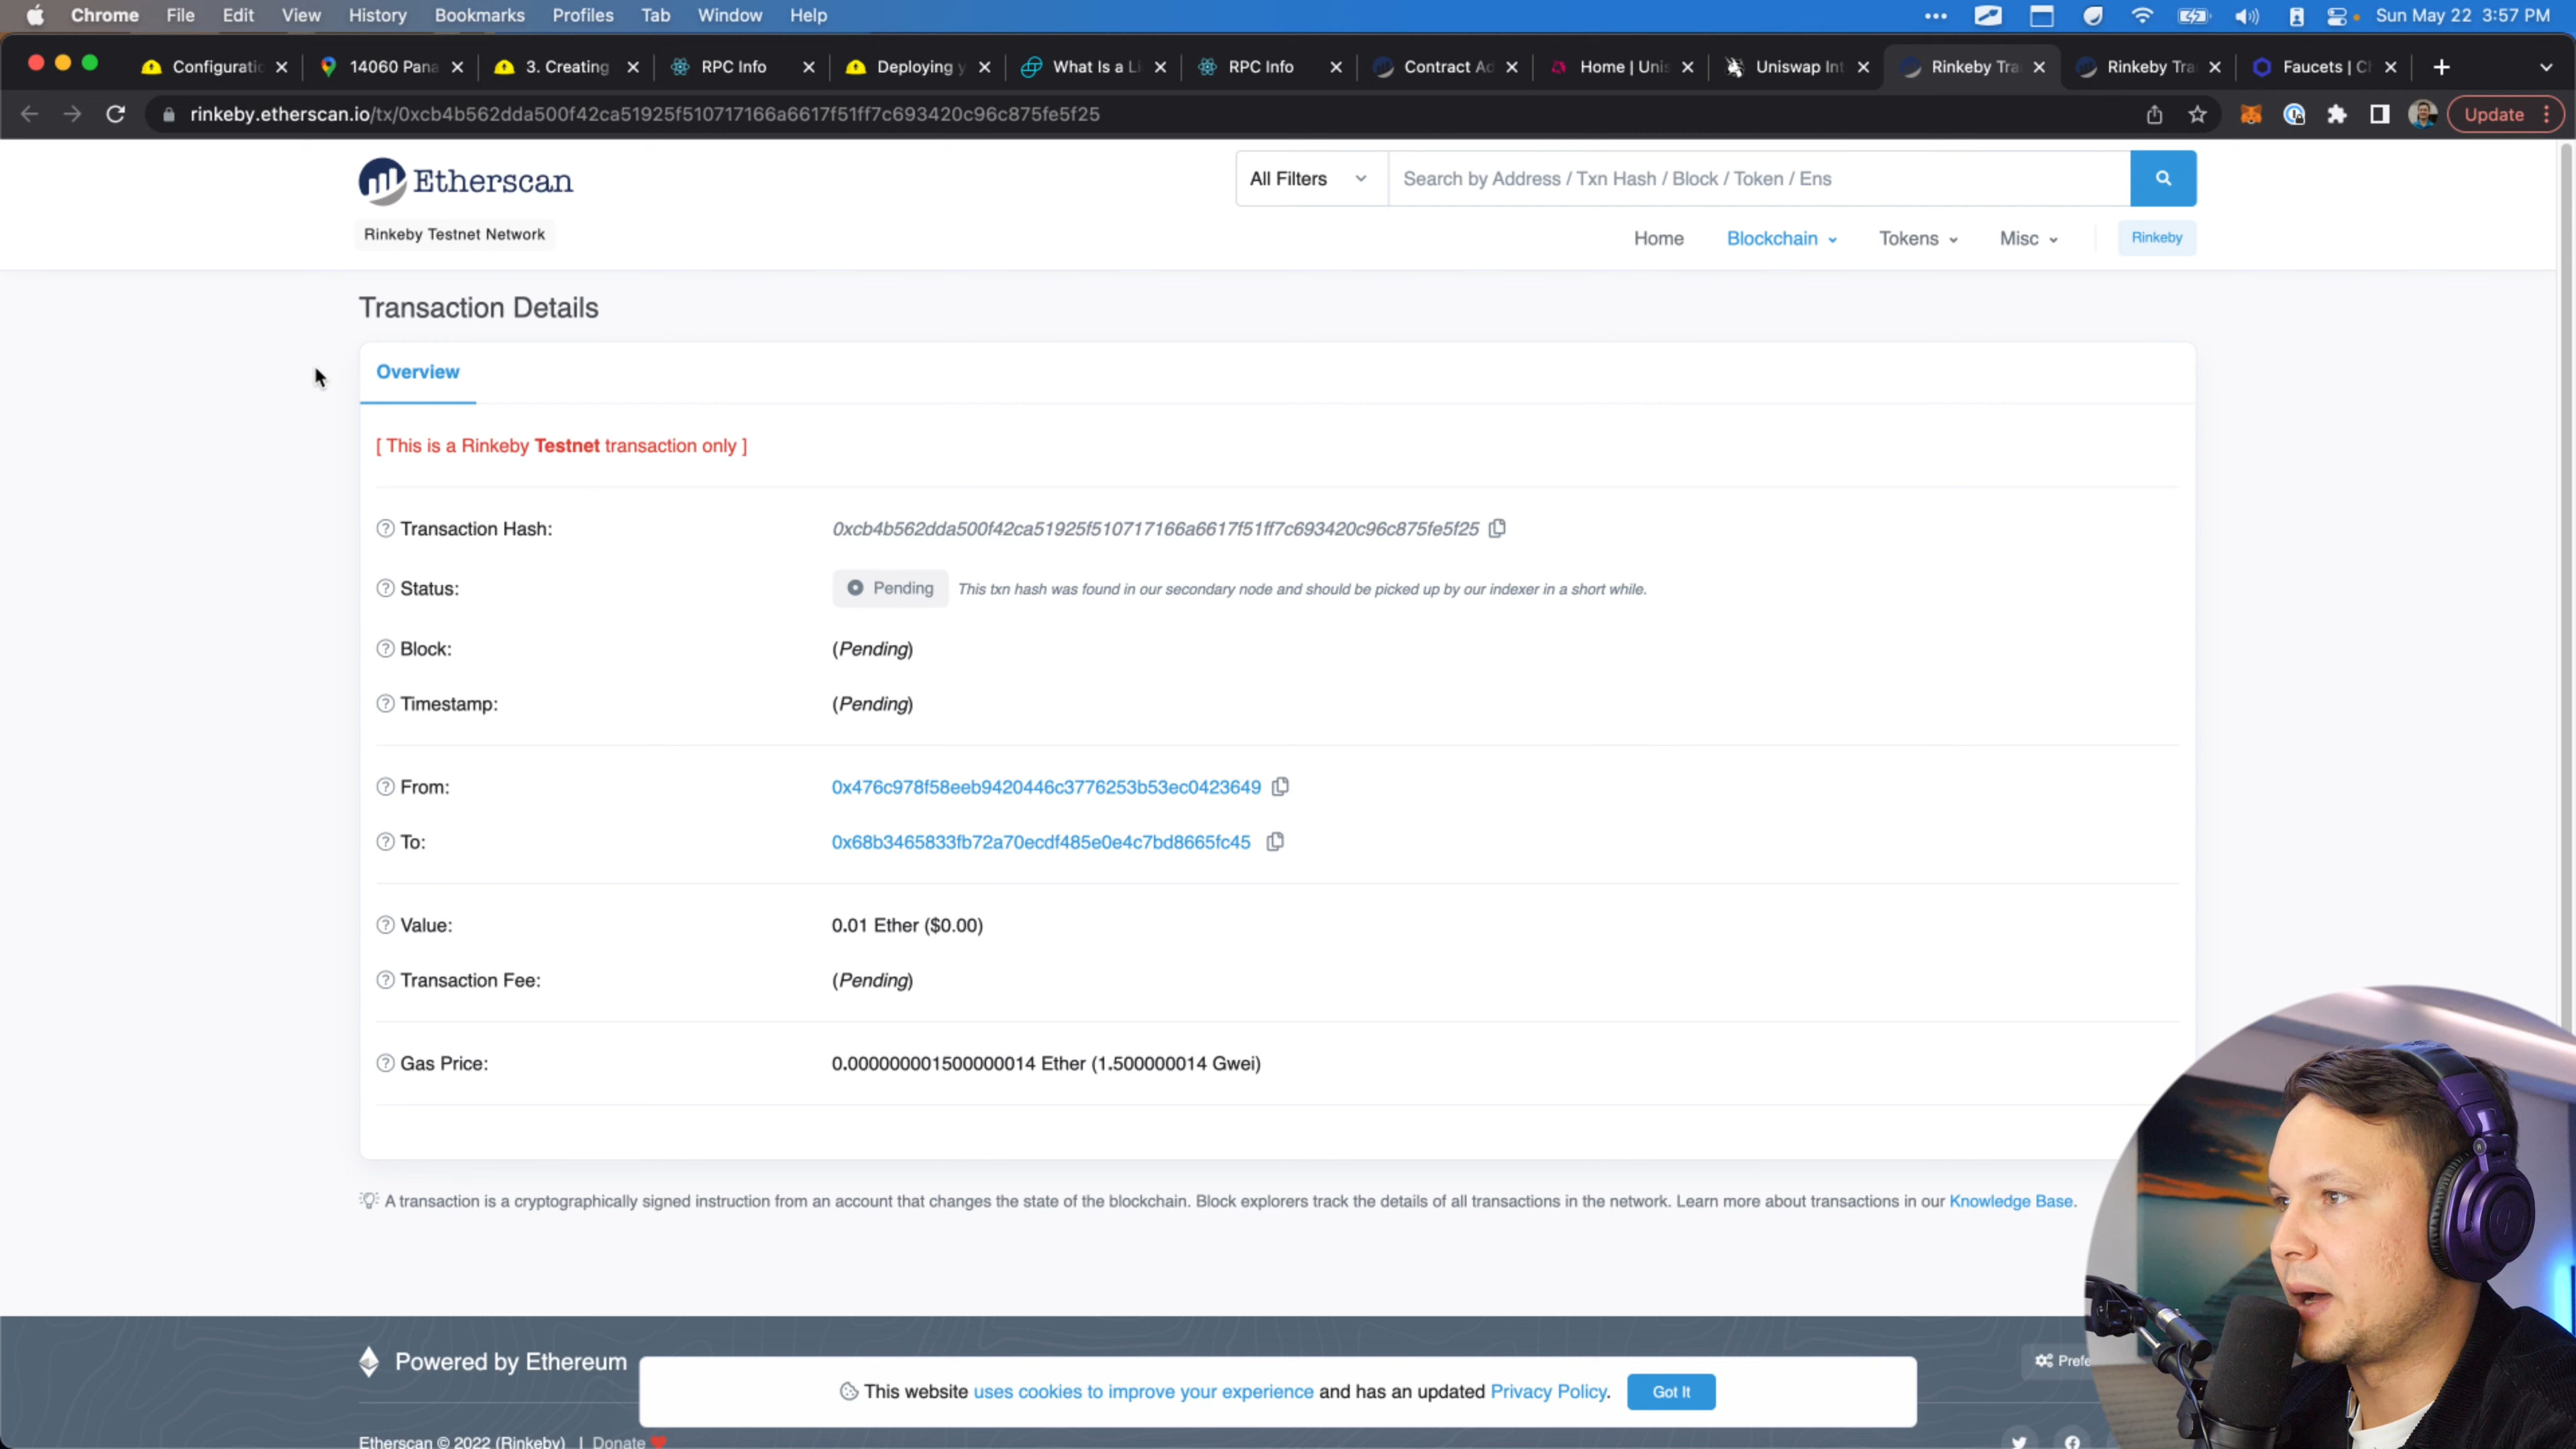 Chrome File Edit View History Bookmarks Profiles Tab Window Help
Sun May 22 3:57 PM
Configuratio 14060 Pana 3. Creating RPC Info Deploying y What Is a Li RPC Info Contract Ad Home | Unis Uniswap Int Rinkeby Tra Rinkeby Tra Faucets | Ch
rinkeby.etherscan.io/tx/0xcb4b562dda500f42ca51925f510717166a6617f51ff7c693420c96c875fe5f25
Update
Etherscan
All Filters
Search by Address / Txn Hash / Block / Token / Ens
Rinkeby Testnet Network
Home Blockchain Tokens Misc Rinkeby
Transaction Details
Overview
[ This is a Rinkeby Testnet transaction only ]
Transaction Hash: 0xcb4b562dda500f42ca51925f510717166a6617f51ff7c693420c96c875fe5f25
Status: Pending This txn hash was found in our secondary node and should be picked up by our indexer in a short while.
Block: (Pending)
Timestamp: (Pending)
From: 0x476c978f58eeb9420446c3776253b53ec0423649
To: 0x68b3465833fb72a70ecdf485e0e4c7bd8665fc45
Value: 0.01 Ether ($0.00)
Transaction Fee: (Pending)
Gas Price: 0.000000001500000014 Ether (1.500000014 Gwei)
A transaction is a cryptographically signed instruction from an account that changes the state of the blockchain. Block explorers track the details of all transactions in the network. Learn more about transactions in our Knowledge Base.
Powered by Ethereum
Prefe
This website uses cookies to improve your experience and has an updated Privacy Policy.
Got It
Etherscan © 2022 (Rinkeby) | Donate